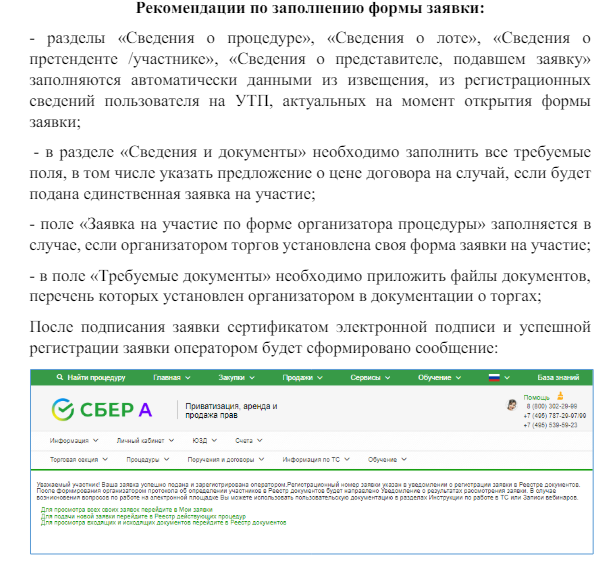 Рекомендации по заполнению формы заявки:
- разделы «Сведения о процедуре», «Сведения о лоте», «Сведения о
претенденте /участнике», «Сведения о представителе, подавшем заявку»
заполняются автоматически данными из извещения, из регистрационных
сведений пользователя на УТП, актуальных на момент открытия формы
заявки;
- в разделе «Сведения и документы» необходимо заполнить все требуемые
поля, в том числе указать предложение о цене договора на случай, если будет
подана единственная заявка на участие;
- поле «Заявка на участие по форме организатора процедуры» заполняется в
случае, если организатором торгов установлена своя форма заявки на участие;
- в поле «Требуемые документы» необходимо приложить файлы документов,
перечень которых установлен организатором в документации о торгах;
После подписания заявки сертификатом электронной подписи и успешной
регистрации заявки оператором будет сформировано сообщение:
Найти процедуру Главная Закупки Продажи Сервисы Обучение База знаний
СБЕР А Приватизация, аренда и
продажа прав
Помощь
8 (800) 302-29-99
+7 (495) 787-29-97/99
+7 (495) 539-59-23
Информация Личный кабинет ЮЗД Счета
Торговая секция Процедуры Поручения и договоры Информация по ТС Обучение
Уважаемый участник! Ваша заявка успешно подана и зарегистрирована оператором.Регистрационный номер заявки указан в уведомлении о регистрации заявки в Реестре документов.
После формирования организатором протокола об определении участников в Реестр документов будет направлено Уведомление о результатах рассмотрения заявки. В случае
возникновения вопросов по работе на электронной площадке Вы можете использовать пользовательскую документацию в разделах Инструкции по работе в ТС или Записи вебинаров.
Для просмотра всех своих заявок перейдите в Мои заявки
Для подачи новой заявки перейдите в Реестр действующих процедур
Для просмотра входящих и исходящих документов перейдите в Реестр документов